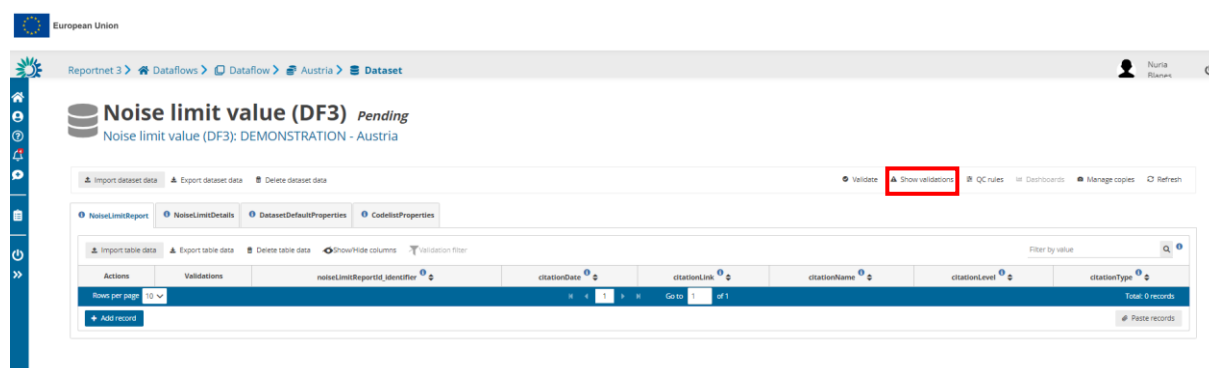 European Union
Reportnet 3 > Dataflows > Dataflow > Austria > Dataset
Nuria
Blanes
Noise limit value (DF3) Pending
Noise limit value (DF3): DEMONSTRATION - Austria
Import dataset data Export dataset data Delete dataset data Validate Show validations QC rules Dashboards Manage copies Refresh
NoiseLimitReport NoiseLimitDetails DatasetDefaultProperties CodelistProperties
Import table data Export table data Delete table data Show/Hide columns Validation filter Filter by value
Actions Validations noiseLimitReportId_identifier citationDate citationLink citationName citationLevel citationType
Rows per page 10 1 Go to 1 of 1 Total: 0 records
+ Add record Paste records